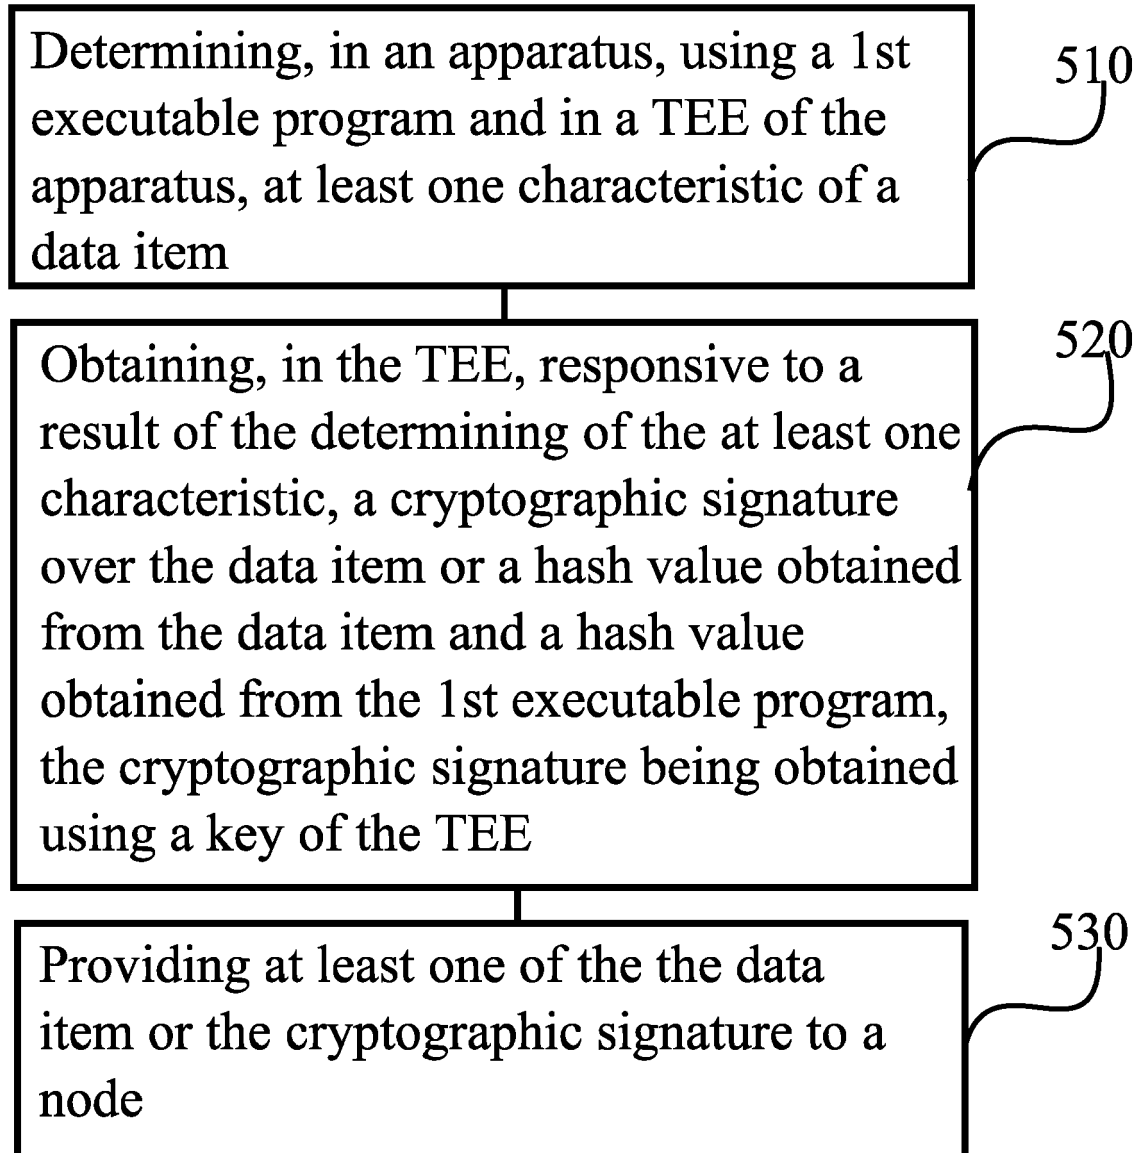 Determining, in an apparatus, using a 1st
executable program and in a TEE of the
apparatus, at least one characteristic of a
data item
510
Obtaining, in the TEE, responsive to a
result of the determining of the at least one
characteristic, a cryptographic signature
over the data item or a hash value obtained
from the data item and a hash value
obtained from the 1st executable program,
the cryptographic signature being obtained
using a key of the TEE
520
Providing at least one of the the data
item or the cryptographic signature to a
node
530